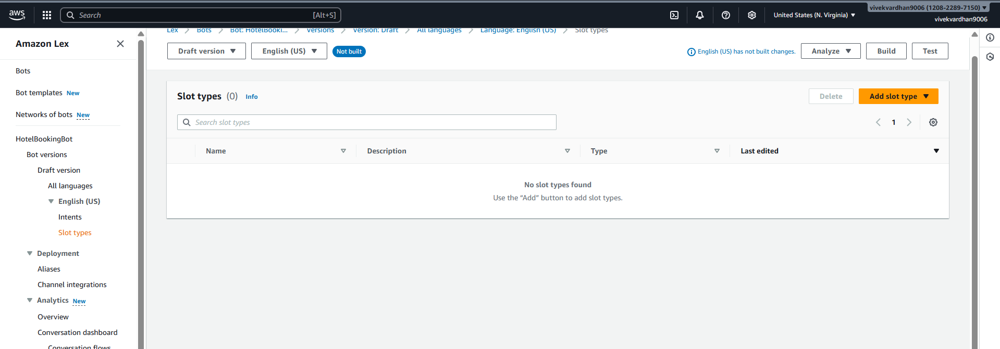 aws
Search [Alt+S]
United States (N. Virginia)
vivekvardhan9006 (1208-2289-7150)
vivekvardhan9006
Amazon Lex
Bots
Bot templates New
Networks of bots New
HotelBookingBot
Bot versions
Draft version
All languages
English (US)
Intents
Slot types
Deployment
Aliases
Channel integrations
Analytics New
Overview
Conversation dashboard
Conversation flows
Lex Bots Bot: HotelBooki... Versions Version: Draft All languages Language: English (US) Slot types
Draft version English (US) Not built
English (US) has not built changes. Analyze Build Test
Slot types (0) Info
Delete Add slot type
Search slot types
1
Name Description Type Last edited
No slot types found
Use the “Add” button to add slot types.